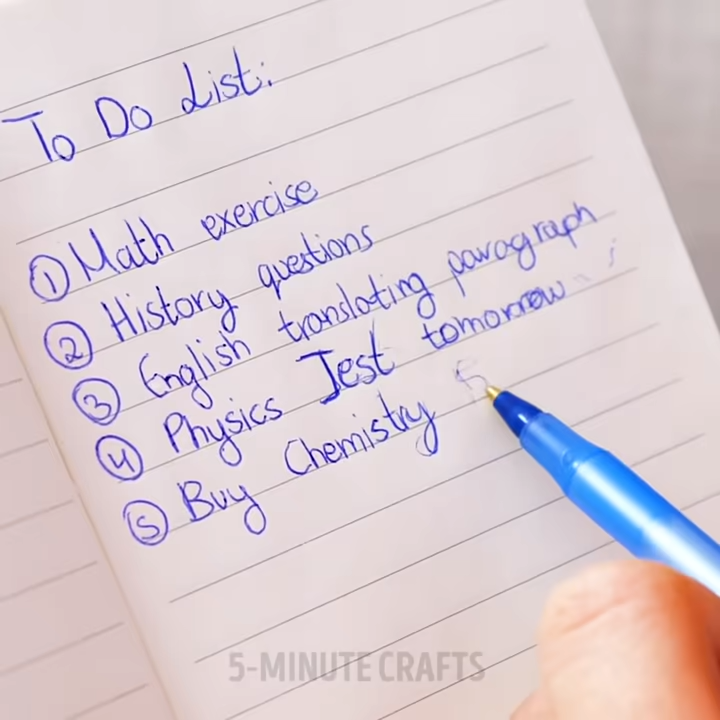 To Do List:
① Math exercise
② History questions
③ English translating paragraph
④ Physics Test tomorrow
⑤ Buy Chemistry
5-MINUTE CRAFTS